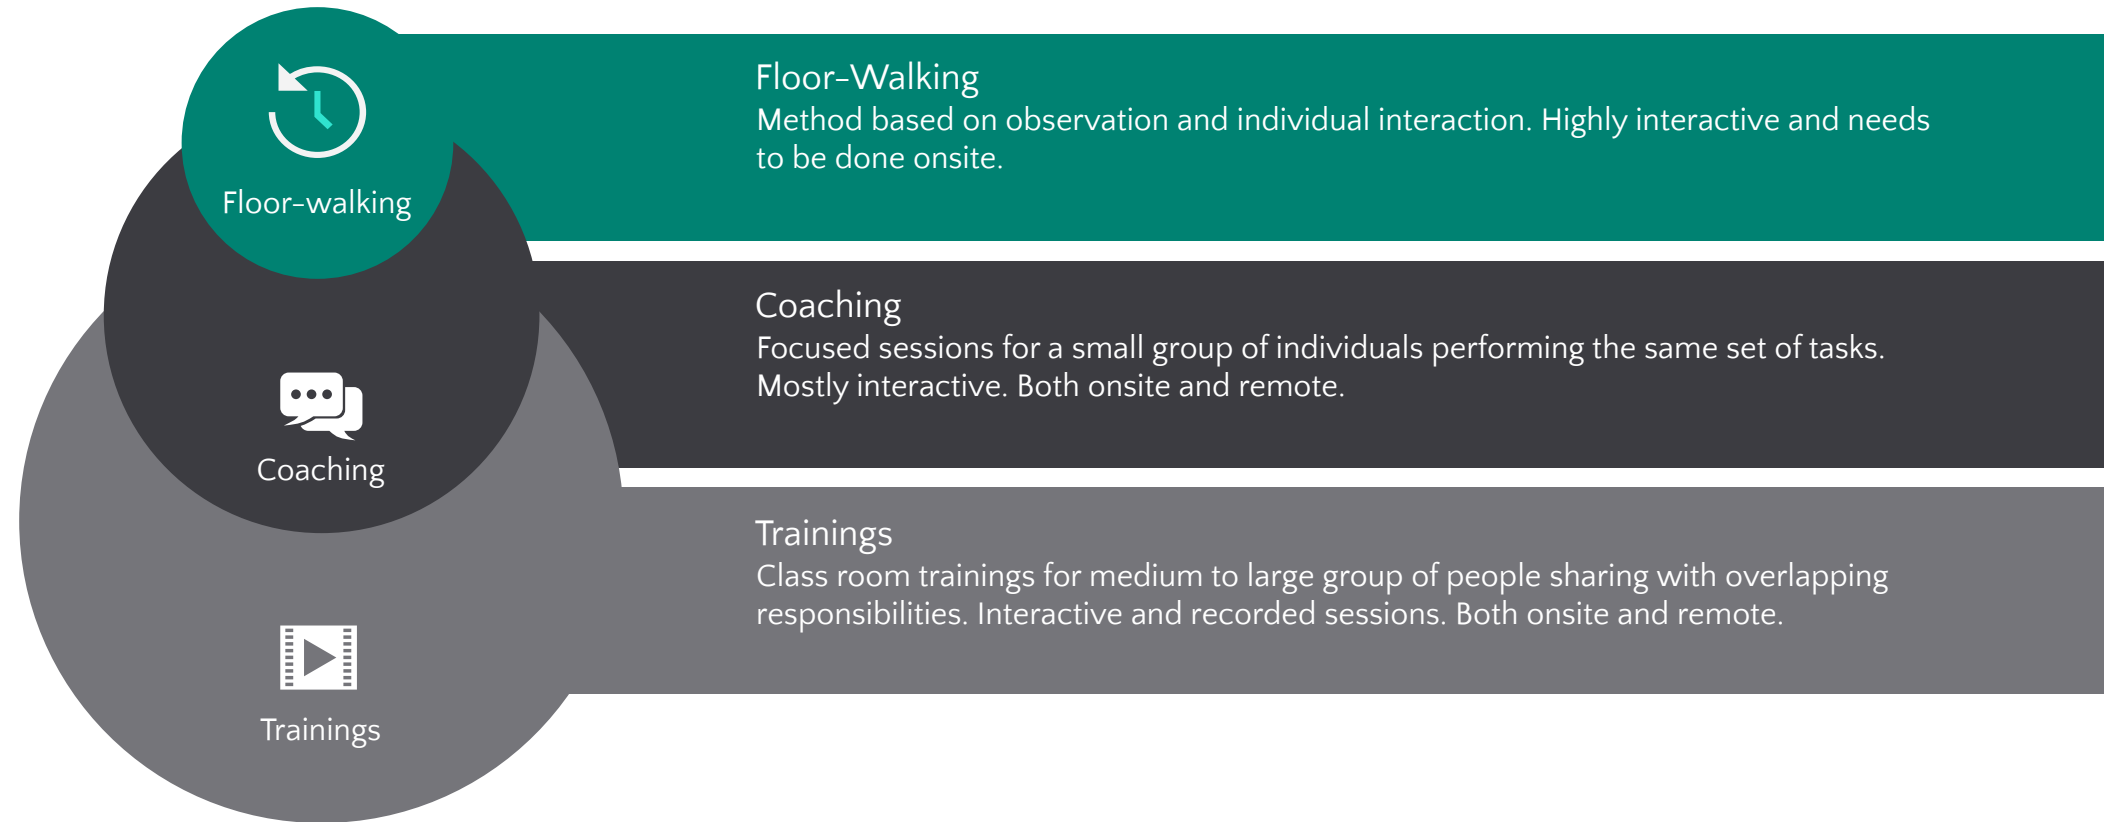 Floor-walking
Floor-Walking
Method based on observation and individual interaction. Highly interactive and needs
to be done onsite.
Coaching
Coaching
Focused sessions for a small group of individuals performing the same set of tasks.
Mostly interactive. Both onsite and remote.
Trainings
Trainings
Class room trainings for medium to large group of people sharing with overlapping
responsibilities. Interactive and recorded sessions. Both onsite and remote.